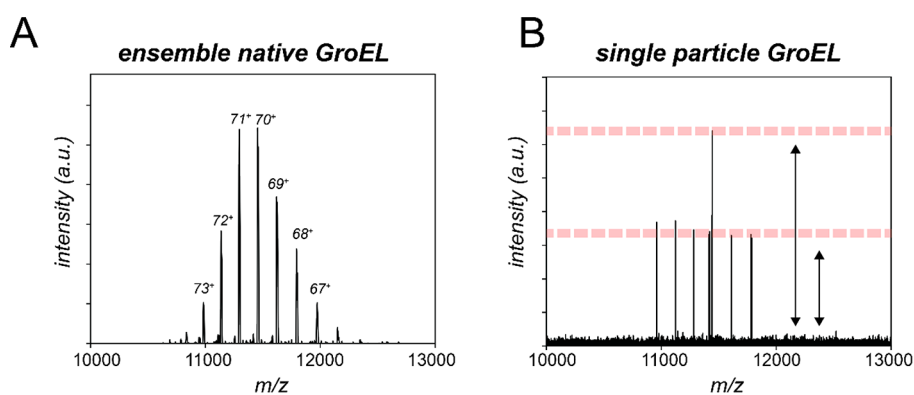 A
ensemble native GroEL
intensity (a.u.)
73+
72+
71+
70+
69+
68+
67+
10000
11000
12000
13000
m/z
B
single particle GroEL
intensity (a.u.)
10000
11000
12000
13000
m/z